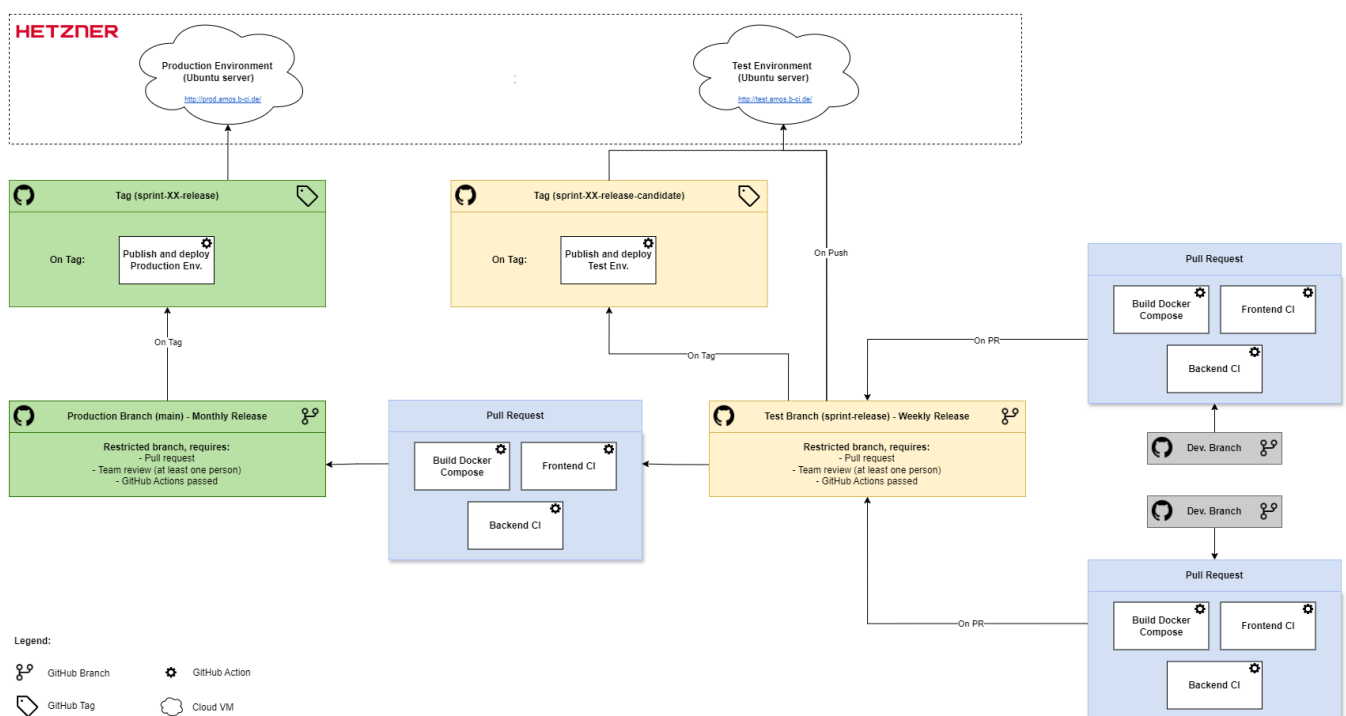 HETZNER
Production Environment
(Ubuntu server)
http://prod.amos.b-ci.de/
:
Test Environment
(Ubuntu server)
http://test.amos.b-ci.de/
Tag (sprint-XX-release)
On Tag:
Publish and deploy
Production Env.
Tag (sprint-XX-release-candidate)
On Tag:
Publish and deploy
Test Env.
On Push
Pull Request
Build Docker
Compose
Frontend CI
Backend CI
On Tag
On Tag
On PR
Production Branch (main) - Monthly Release
Restricted branch, requires:
- Pull request
- Team review (at least one person)
- GitHub Actions passed
Pull Request
Build Docker
Compose
Frontend CI
Backend CI
Test Branch (sprint-release) - Weekly Release
Restricted branch, requires:
- Pull request
- Team review (at least one person)
- GitHub Actions passed
Dev. Branch
Dev. Branch
Pull Request
Build Docker
Compose
Frontend CI
Backend CI
On PR
Legend:
GitHub Branch
GitHub Action
GitHub Tag
Cloud VM